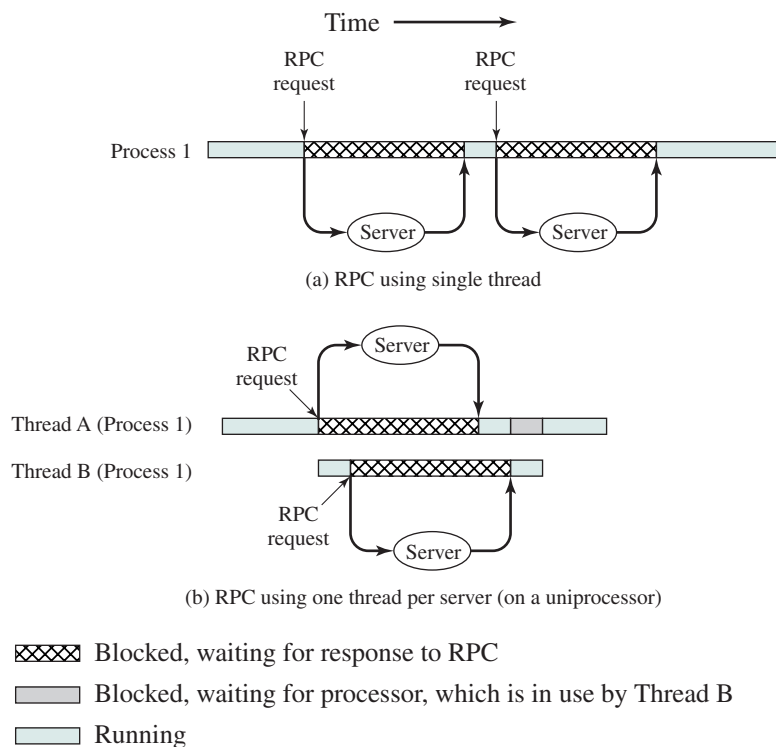 Time
RPC
request
RPC
request
Process 1
Server
Server
(a) RPC using single thread
Server
RPC
request
Thread A (Process 1)
Thread B (Process 1)
RPC
request
Server
(b) RPC using one thread per server (on a uniprocessor)
Blocked, waiting for response to RPC
Blocked, waiting for processor, which is in use by Thread B
Running